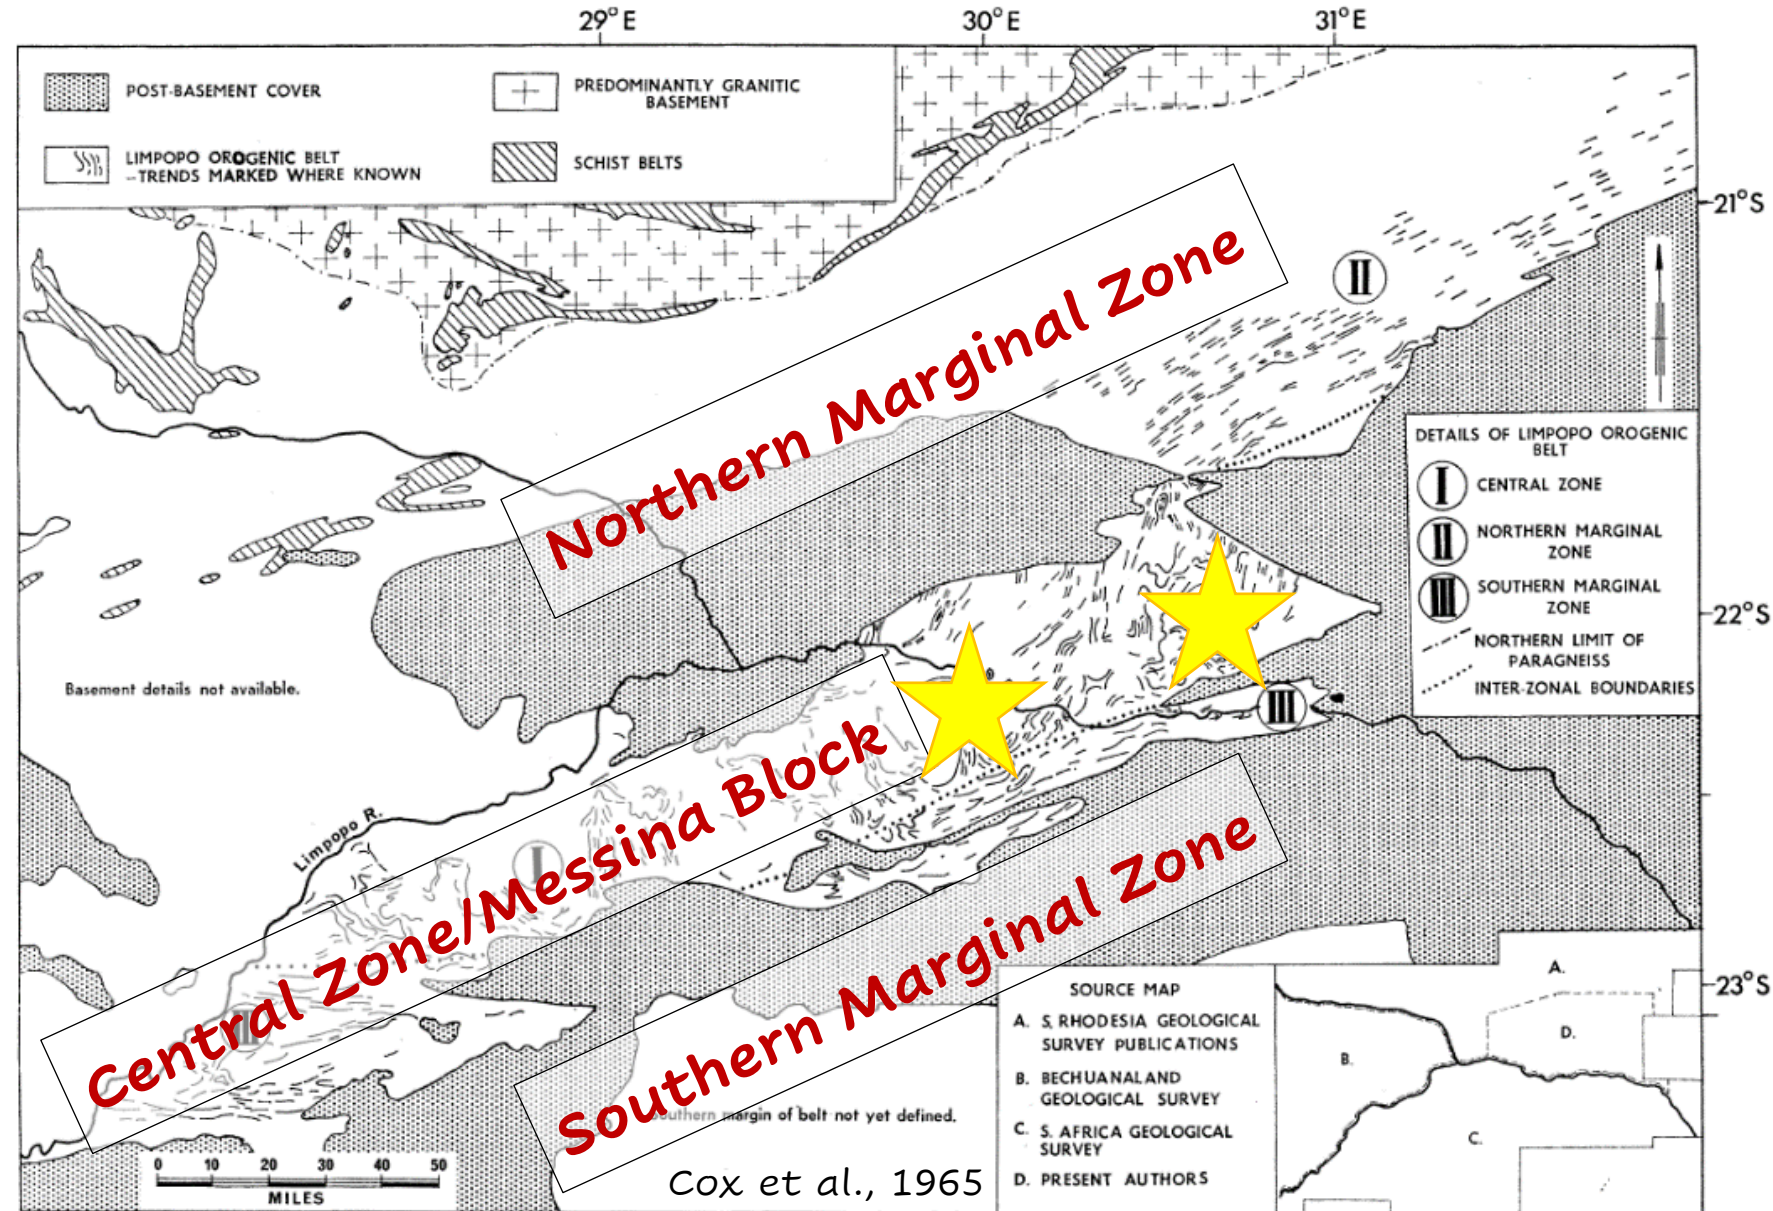 29°E
30°E
31°E
POST-BASEMENT COVER
PREDOMINANTLY GRANITIC
BASEMENT
LIMPOPO OROGENIC BELT
--TRENDS MARKED WHERE KNOWN
SCHIST BELTS
21°S
II
Northern Marginal Zone
DETAILS OF LIMPOPO OROGENIC
BELT
I
CENTRAL ZONE
II
NORTHERN MARGINAL
ZONE
III
SOUTHERN MARGINAL
ZONE
NORTHERN LIMIT OF
PARAGNEISS
INTER-ZONAL BOUNDARIES
22°S
Basement details not available.
III
Limpopo R.
I
Central Zone/Messina Block
III
Southern Marginal Zone
23°S
Southern margin of belt not yet defined.
0 10 20 30 40 50
MILES
Cox et al., 1965
SOURCE MAP
A. S. RHODESIA GEOLOGICAL
SURVEY PUBLICATIONS
B. BECHUANALAND
GEOLOGICAL SURVEY
C. S. AFRICA GEOLOGICAL
SURVEY
D. PRESENT AUTHORS
A.
B.
D.
C.